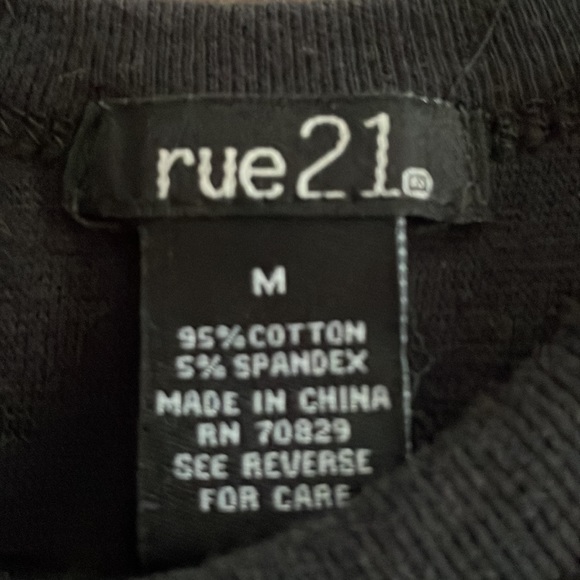 rue21®
M
95% COTTON
5% SPANDEX
MADE IN CHINA
RN 70829
SEE REVERSE
FOR CARE